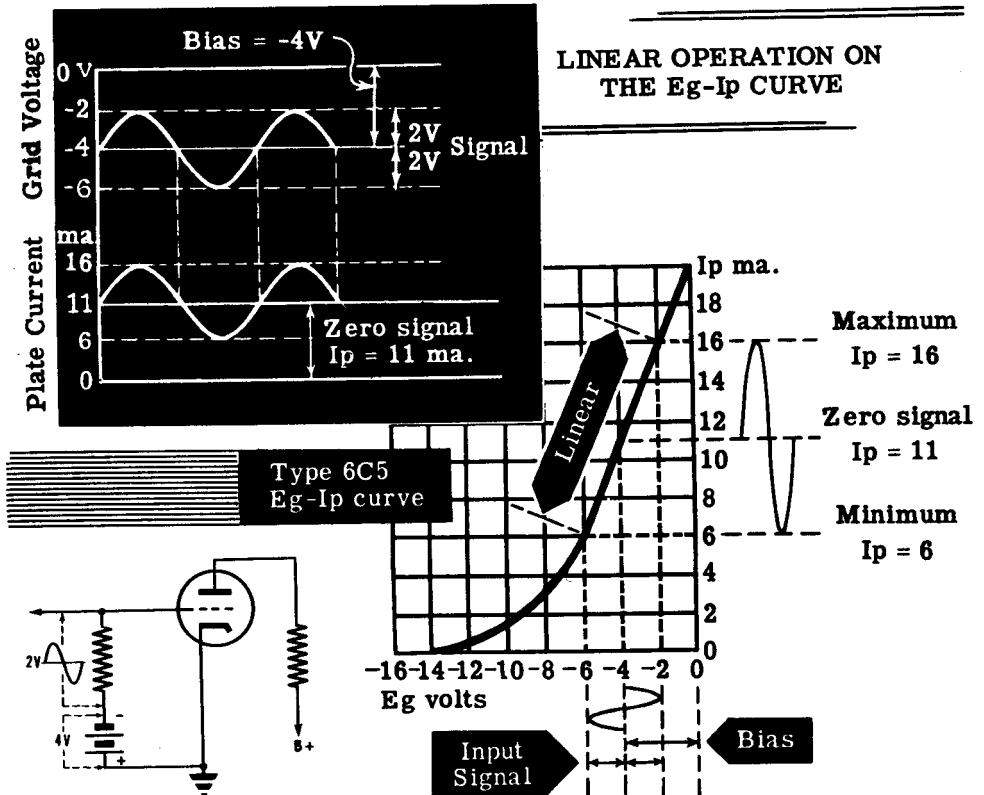 LINEAR OPERATION ON
THE Eg-Ip CURVE
Grid Voltage
Bias = -4V
0 V
-2
-4
-6
2V
2V
Signal
Plate Current
ma
16
11
6
0
Zero signal
Ip = 11 ma.
Type 6C5
Eg-Ip curve
Ip ma.
18
16
14
12
10
8
6
4
2
0
Linear
Maximum
Ip = 16
Zero signal
Ip = 11
Minimum
Ip = 6
-16 -14 -12 -10 -8 -6 -4 -2 0
Eg volts
Input
Signal
Bias
2V
4V
-
+
B+